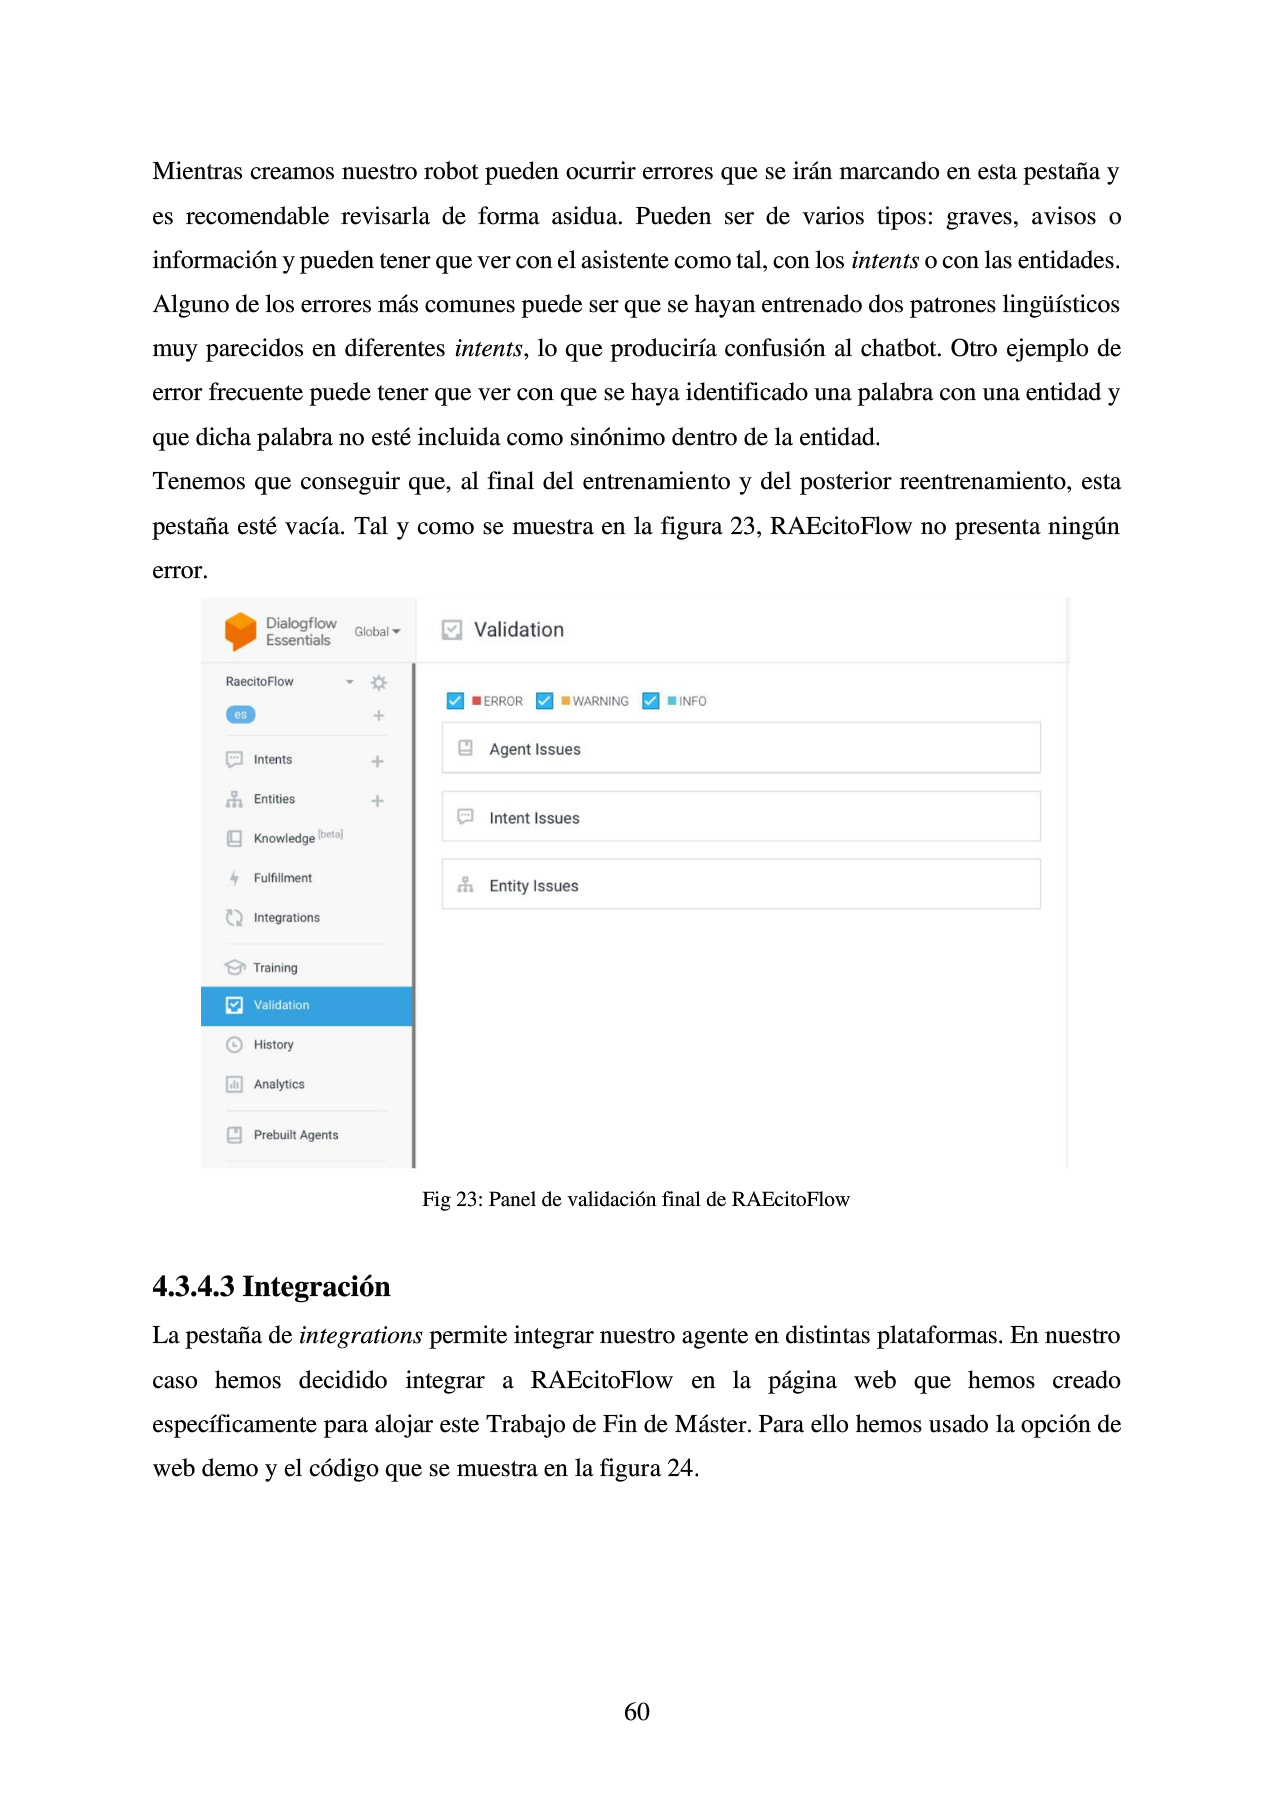 Mientras creamos nuestro robot pueden ocurrir errores que se irán marcando en esta pestaña y
es recomendable revisarla de forma asidua. Pueden ser de varios tipos: graves, avisos o
información y pueden tener que ver con el asistente como tal, con los intents o con las entidades.
Alguno de los errores más comunes puede ser que se hayan entrenado dos patrones lingüísticos
muy parecidos en diferentes intents, lo que produciría confusión al chatbot. Otro ejemplo de
error frecuente puede tener que ver con que se haya identificado una palabra con una entidad y
que dicha palabra no esté incluida como sinónimo dentro de la entidad.
Tenemos que conseguir que, al final del entrenamiento y del posterior reentrenamiento, esta
pestaña esté vacía. Tal y como se muestra en la figura 23, RAEcitoFlow no presenta ningún
error.
Dialogflow
Essentials
Global
RaecitoFlow
es
Intents
Entities
Knowledge [beta]
Fulfillment
Integrations
Training
Validation
History
Analytics
Prebuilt Agents
Validation
ERROR WARNING INFO
Agent Issues
Intent Issues
Entity Issues
Fig 23: Panel de validación final de RAEcitoFlow
4.3.4.3 Integración
La pestaña de integrations permite integrar nuestro agente en distintas plataformas. En nuestro
caso hemos decidido integrar a RAEcitoFlow en la página web que hemos creado
específicamente para alojar este Trabajo de Fin de Máster. Para ello hemos usado la opción de
web demo y el código que se muestra en la figura 24.
60